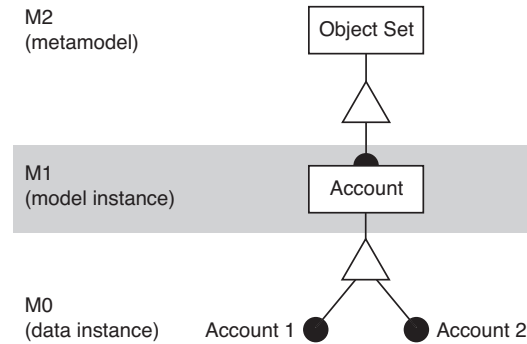 M2
(metamodel)
Object Set
M1
(model instance)
Account
M0
(data instance)
Account 1
Account 2